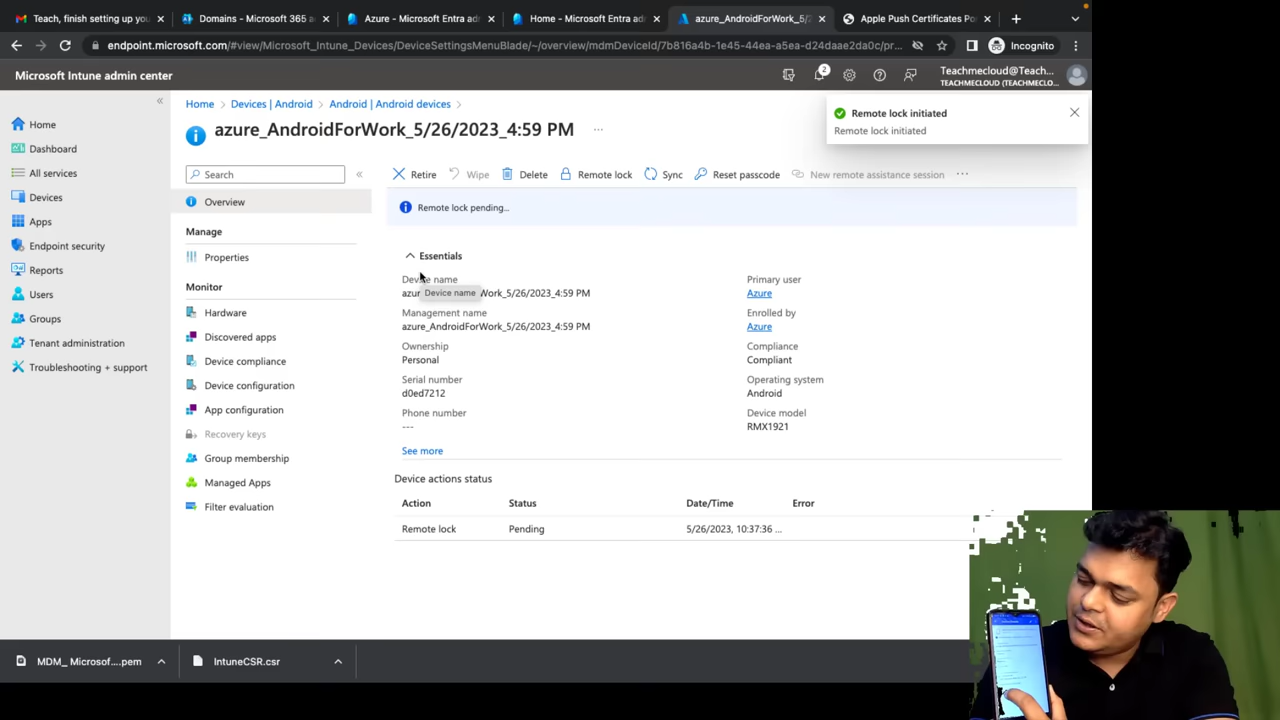 Teach, finish setting up you
Domains - Microsoft 365 a
Azure - Microsoft Entra ad
Home - Microsoft Entra ad
azure_AndroidForWork_5/
Apple Push Certificates Po
endpoint.microsoft.com/#view/Microsoft_Intune_Devices/DeviceSettingsMenuBlade/~/overview/mdmDeviceId/7b816a4b-1e45-44ea-a5ea-d24daae2da0c/pr...
Incognito
Microsoft Intune admin center
2
Teachmecloud@Teach...
TEACHMECLOUD (TEACHMECLO...
Home
Dashboard
All services
Devices
Apps
Endpoint security
Reports
Users
Groups
Tenant administration
Troubleshooting + support
Home > Devices | Android > Android | Android devices >
azure_AndroidForWork_5/26/2023_4:59 PM ...
Remote lock initiated
Remote lock initiated
Search
Overview
Manage
Properties
Monitor
Hardware
Discovered apps
Device compliance
Device configuration
App configuration
Recovery keys
Group membership
Managed Apps
Filter evaluation
Retire Wipe Delete Remote lock Sync Reset passcode New remote assistance session ...
Remote lock pending...
Essentials
Device name
azur Work_5/26/2023_4:59 PM
Device name
Management name
azure_AndroidForWork_5/26/2023_4:59 PM
Ownership
Personal
Serial number
d0ed7212
Phone number
---
See more
Primary user
Azure
Enrolled by
Azure
Compliance
Compliant
Operating system
Android
Device model
RMX1921
Device actions status
Action Status Date/Time Error
Remote lock Pending 5/26/2023, 10:37:36 ...
MDM_ Microsof....pem
IntuneCSR.csr